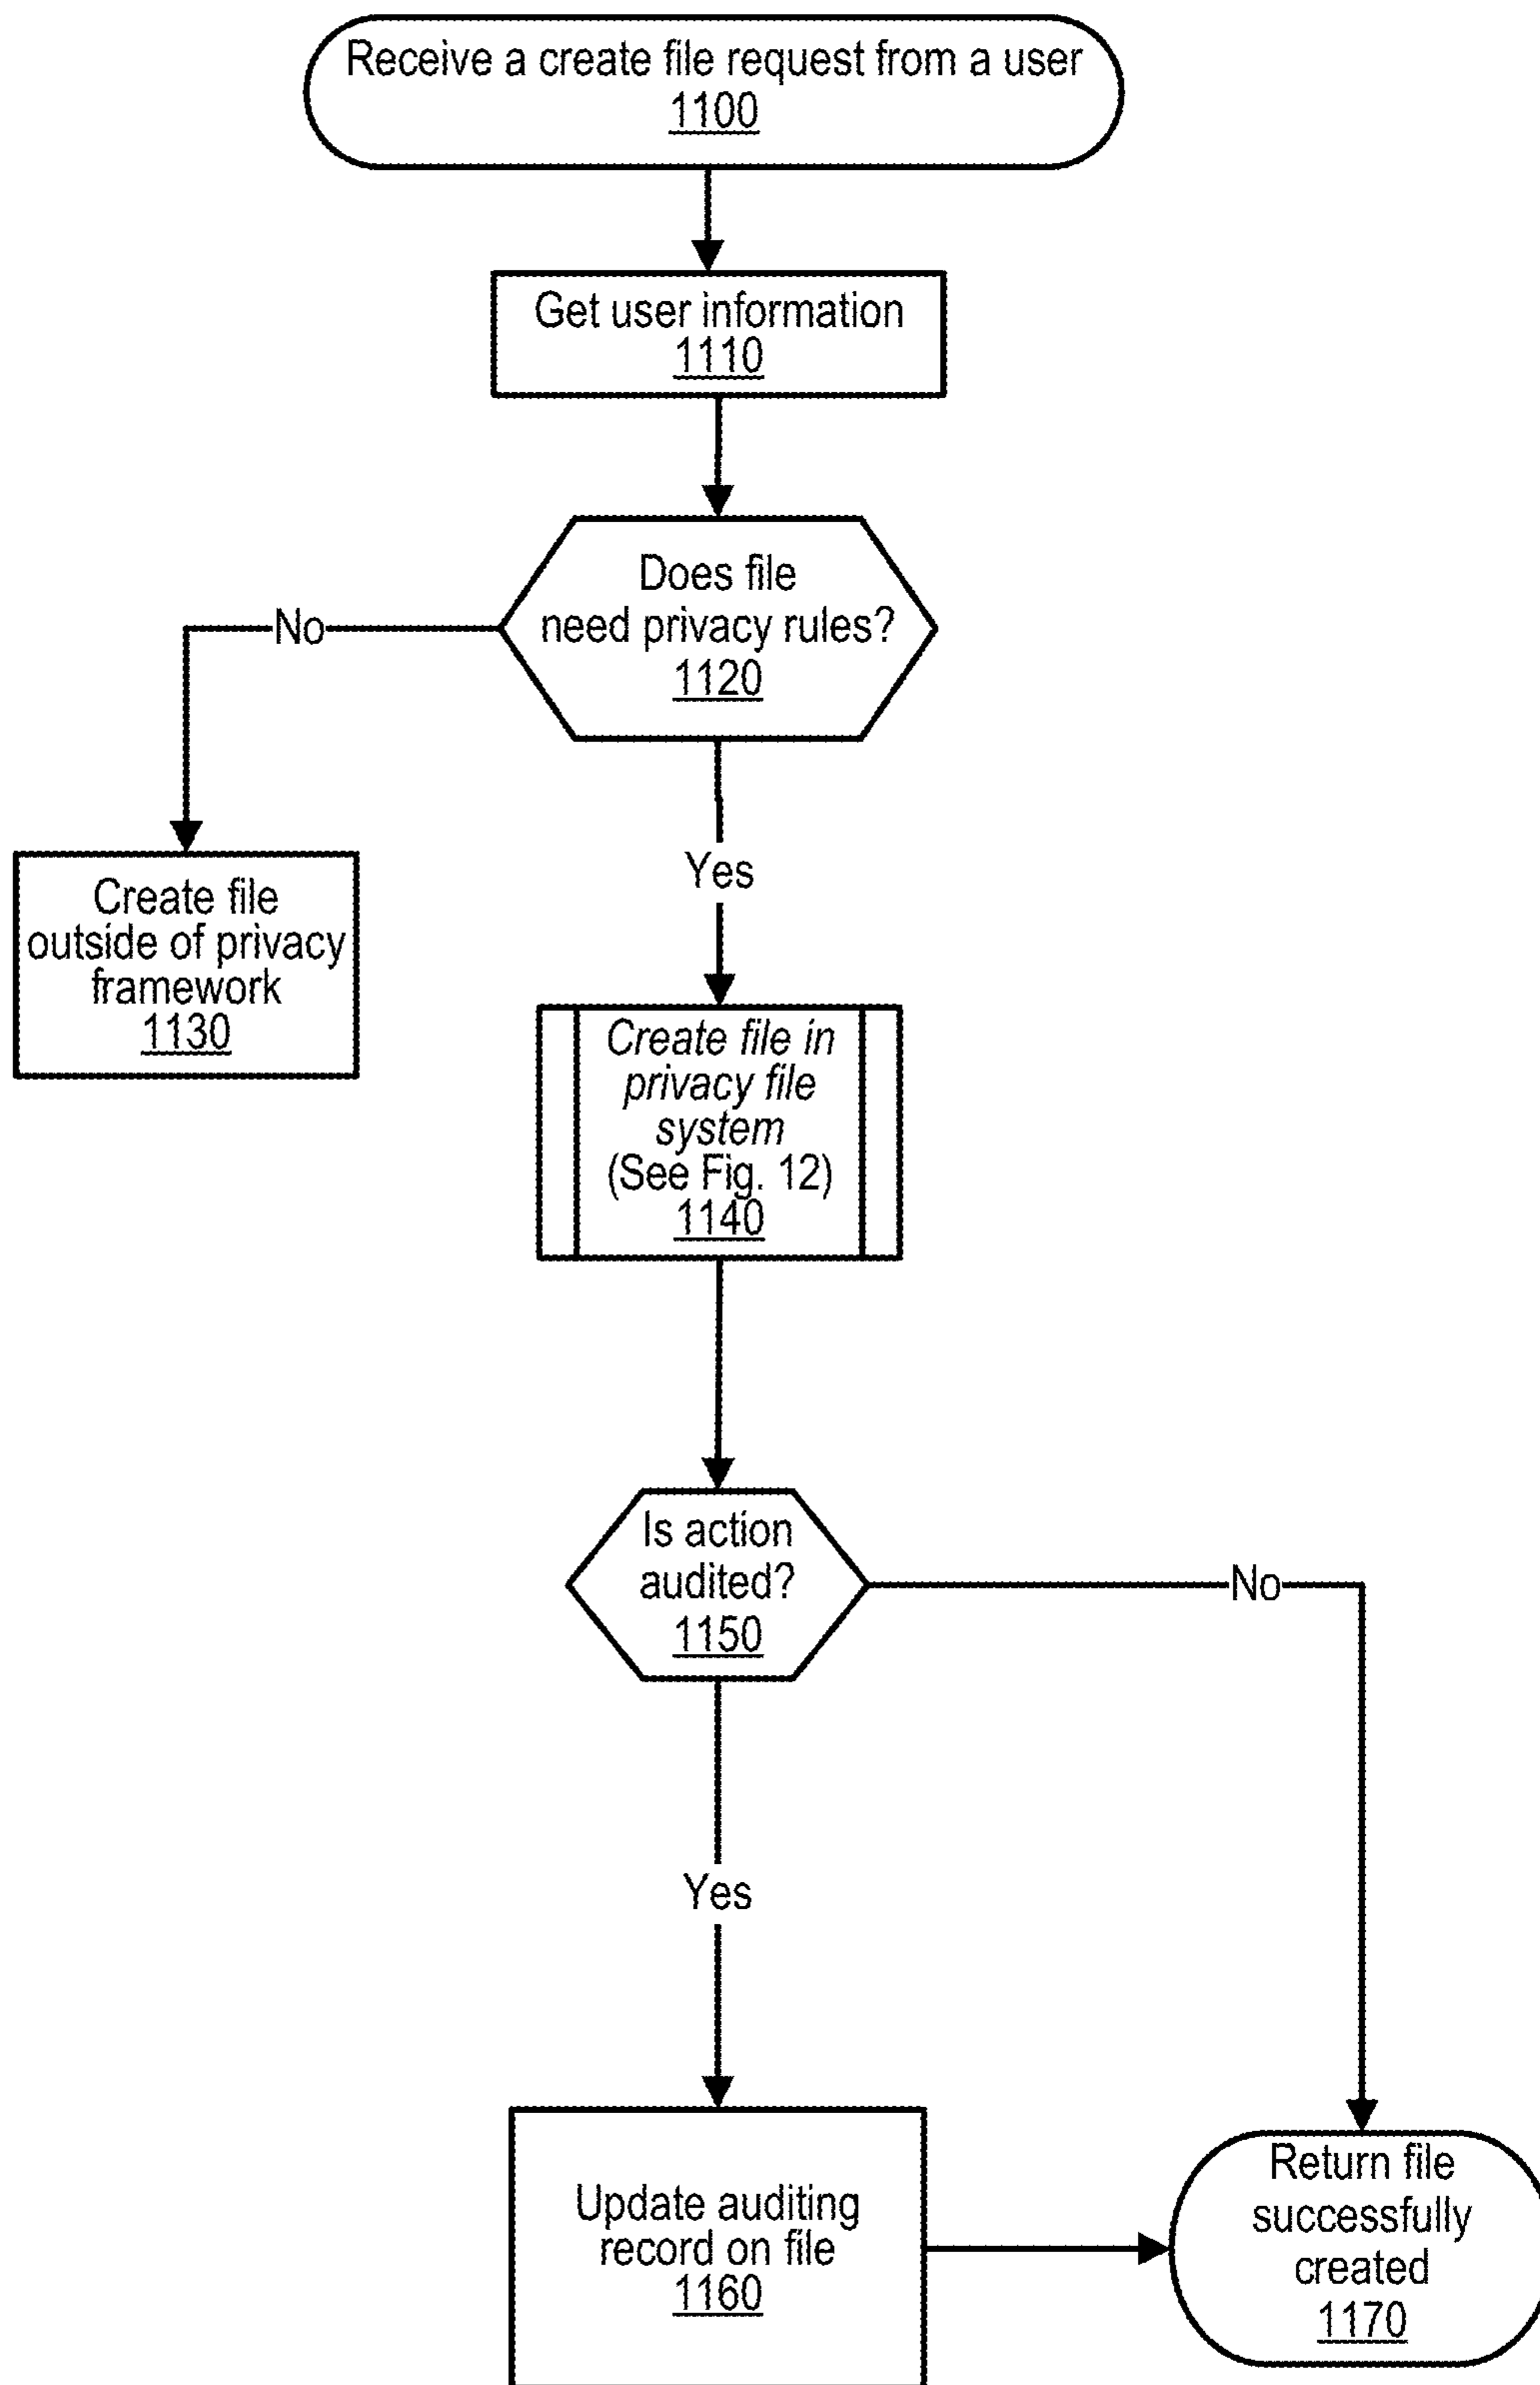 Receive a create file request from a user
1100
Get user information
1110
Does file
need privacy rules?
1120
No
Yes
Create file
outside of privacy
framework
1130
Create file in
privacy file
system
(See Fig. 12)
1140
Is action
audited?
1150
No
Yes
Update auditing
record on file
1160
Return file
successfully
created
1170